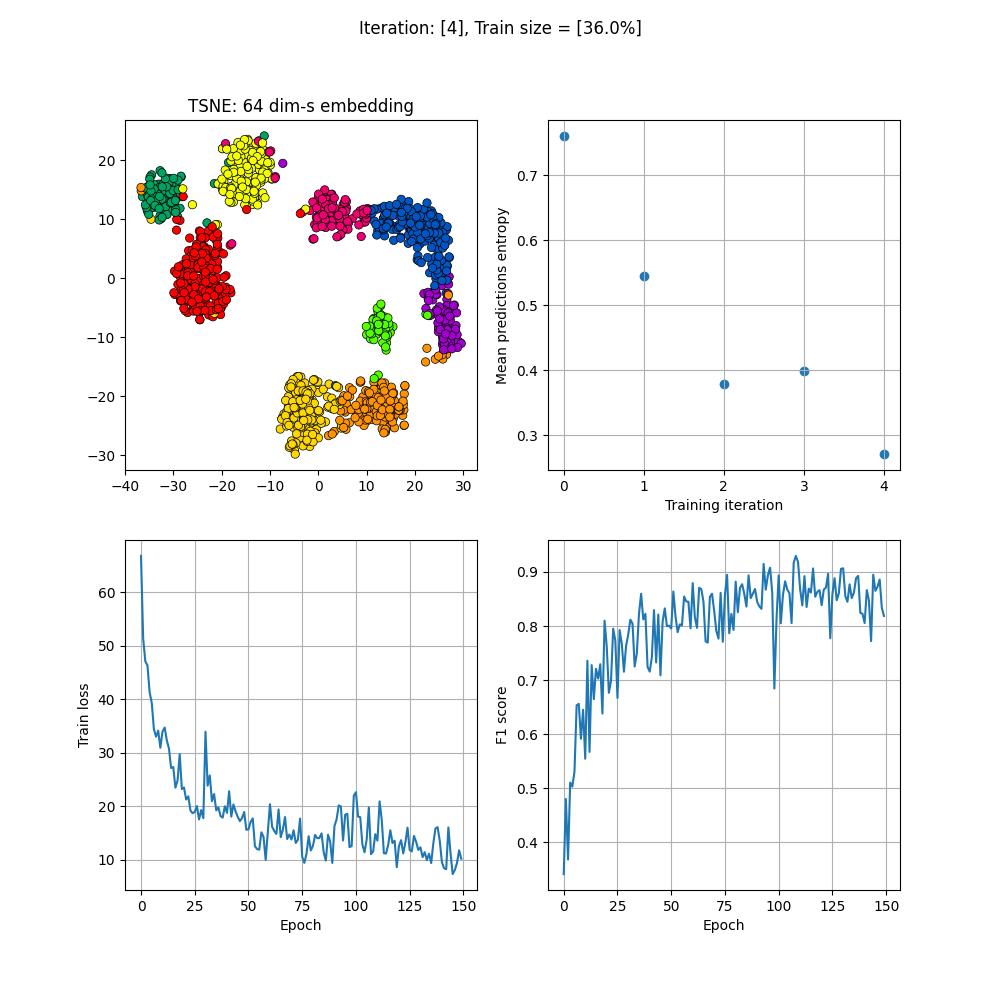 Iteration: [4], Train size = [36.0%]
TSNE: 64 dim-s embedding
20
10
0
−10
−20
−30
−40 −30 −20 −10 0 10 20 30
Mean predictions entropy
0.7
0.6
0.5
0.4
0.3
0 1 2 3 4
Training iteration
Train loss
60
50
40
30
20
10
0 25 50 75 100 125 150
Epoch
F1 score
0.9
0.8
0.7
0.6
0.5
0.4
0 25 50 75 100 125 150
Epoch